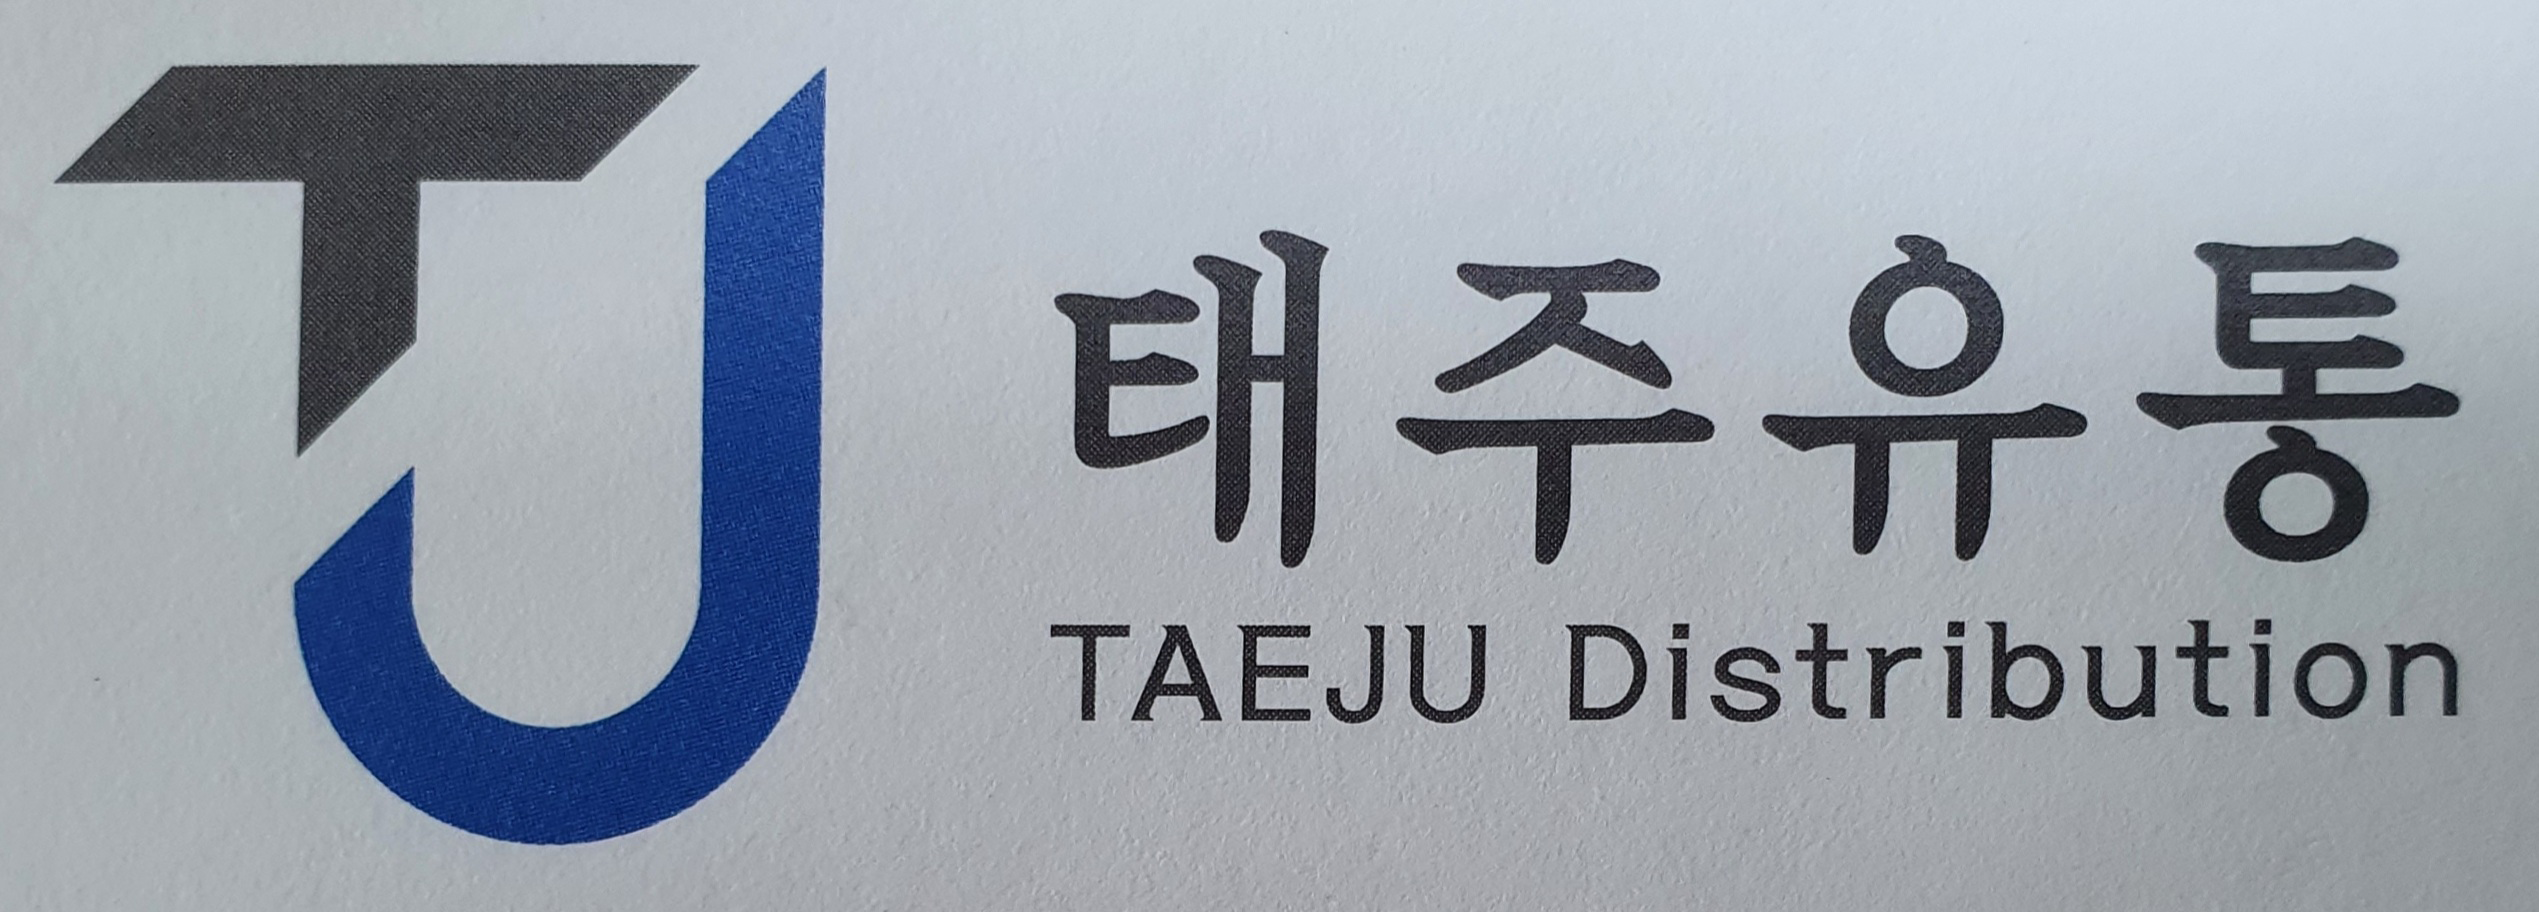 TJ
태주유통
TAEJU Distribution